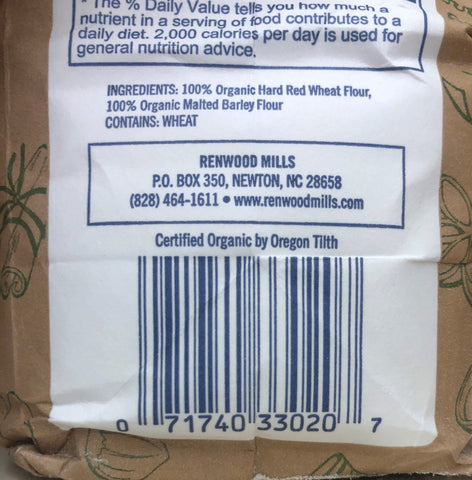 * The % Daily Value tells you how much a
nutrient in a serving of food contributes to a
daily diet. 2,000 calories per day is used for
general nutrition advice.
INGREDIENTS: 100% Organic Hard Red Wheat Flour,
100% Organic Malted Barley Flour
CONTAINS: WHEAT
RENWOOD MILLS
P.O. BOX 350, NEWTON, NC 28658
(828) 464-1611 • www.renwoodmills.com
Certified Organic by Oregon Tilth
0 71740 33020 7